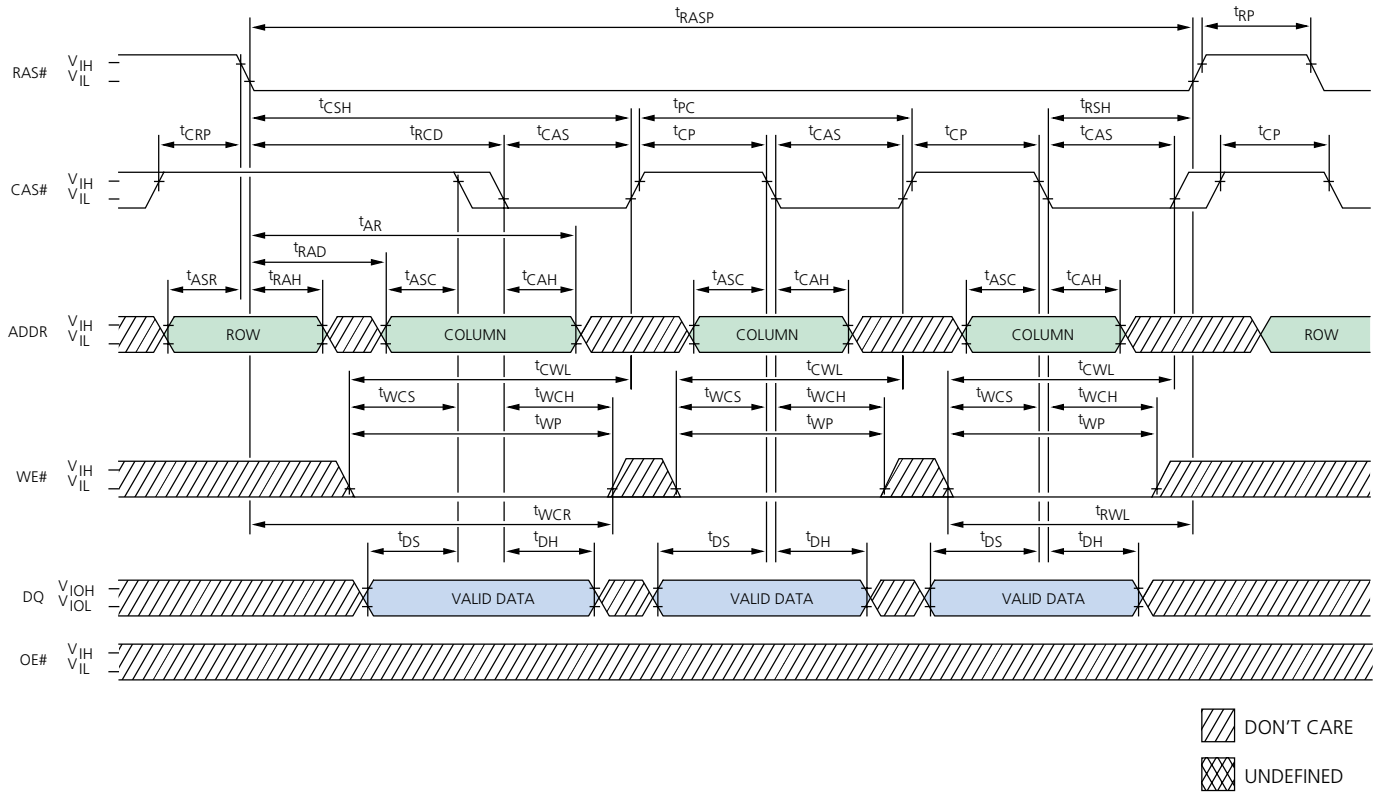 tRASP tRP
RAS# VIH
VIL
tCSH tPC tRSH
tCRP tRCD tCAS tCP tCAS tCP tCAS tCP
CAS# VIH
VIL
tAR
tRAD
tASR tRAH tASC tCAH tASC tCAH tASC tCAH
ADDR VIH
VIL
ROW COLUMN COLUMN COLUMN ROW
tCWL tCWL tCWL
tWCS tWCH tWCS tWCH tWCS tWCH
tWP tWP tWP
WE# VIH
VIL
tWCR tRWL
tDS tDH tDS tDH tDS tDH
DQ VIOH
VIOL
VALID DATA VALID DATA VALID DATA
OE# VIH
VIL
DON'T CARE
UNDEFINED